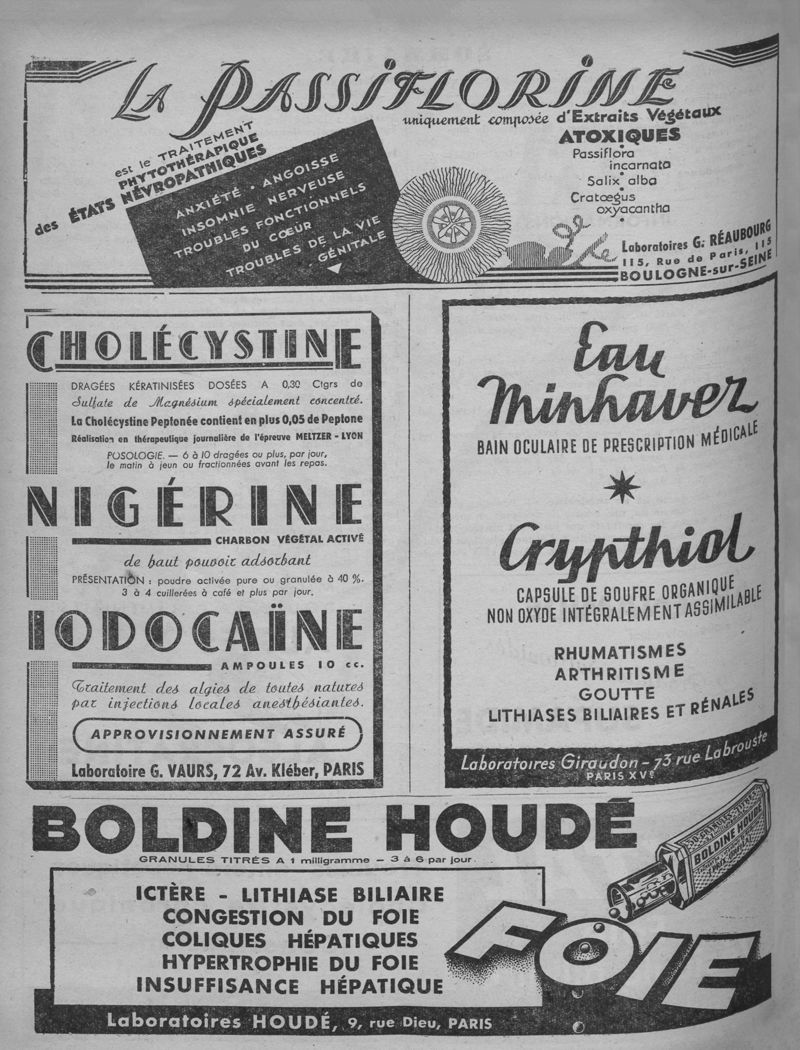 LA PASSIFLORINE
uniquement composée d'Extraits Végétaux
ATOXIQUES
Passiflora
incarnata
Salix alba
Cratœgus
oxyacantha
est le TRAITEMENT
PHYTOTHÉRAPIQUE
des ÉTATS NÉVROPATHIQUES
ANXIÉTÉ - ANGOISSE
INSOMNIE NERVEUSE
TROUBLES FONCTIONNELS
DU CŒUR
TROUBLES DE LA VIE
GÉNITALE
Laboratoires G. RÉAUBOURG
115, Rue de Paris, 115
BOULOGNE-sur-SEINE
CHOLÉCYSTINE
DRAGÉES KÉRATINISÉES DOSÉES A 0,30 Ctgrs de
Sulfate de Magnésium spécialement concentré.
La Cholécystine Peptonée contient en plus 0,05 de Peptone
Réalisation en thérapeutique journalière de l'épreuve MELTZER - LYON
POSOLOGIE. — 6 à 10 dragées ou plus, par jour,
le matin à jeun ou fractionnées avant les repas.
NIGÉRINE
CHARBON VÉGÉTAL ACTIVÉ
de haut pouvoir adsorbant
PRÉSENTATION : poudre activée pure ou granulée à 40 %.
3 à 4 cuillerées à café et plus par jour.
IODOCAÏNE
AMPOULES 10 cc.
Traitement des algies de toutes natures
par injections locales anesthésiantes.
APPROVISIONNEMENT ASSURÉ
Laboratoire G. VAURS, 72 Av. Kléber, PARIS
Eau
Minhavez
BAIN OCULAIRE DE PRESCRIPTION MÉDICALE
Crypthiol
CAPSULE DE SOUFRE ORGANIQUE
NON OXYDE INTÉGRALEMENT ASSIMILABLE
RHUMATISMES
ARTHRITISME
GOUTTE
LITHIASES BILIAIRES ET RÉNALES
Laboratoires Giraudon - 73 rue Labrouste
PARIS XVe
BOLDINE HOUDÉ
GRANULES TITRÉS A 1 milligramme - 3 à 6 par jour.
ICTÈRE - LITHIASE BILIAIRE
CONGESTION DU FOIE
COLIQUES HÉPATIQUES
HYPERTROPHIE DU FOIE
INSUFFISANCE HÉPATIQUE
BOLDINE HOUDÉ
FOIE
Laboratoires HOUDÉ, 9, rue Dieu, PARIS